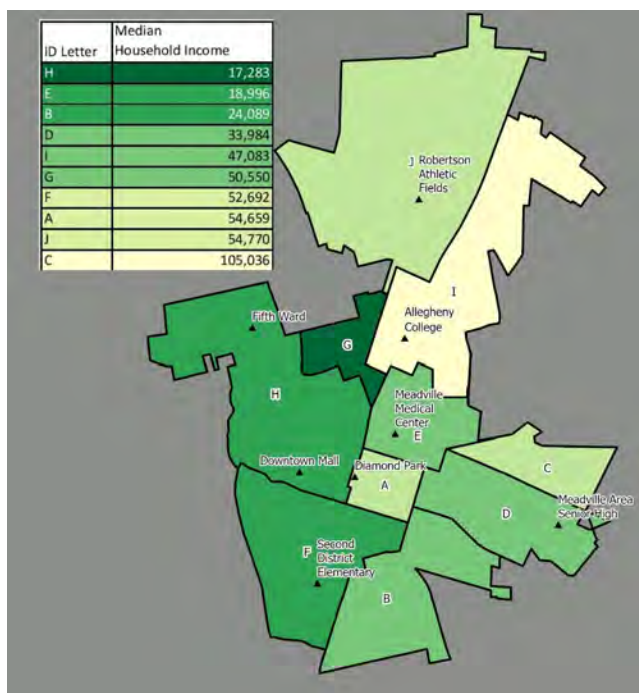 ID Letter Median Household Income
H 17,283
E 18,996
B 24,089
D 33,984
I 47,083
G 50,550
F 52,692
A 54,659
J 54,770
C 105,036
J Robertson
Athletic
Fields
I
Fifth Ward
Allegheny
College
G
H
Meadville
Medical
Center
E
Downtown Mall
Diamond Park
A
C
Meadville Area
Senior High
D
F Second
District
Elementary
B